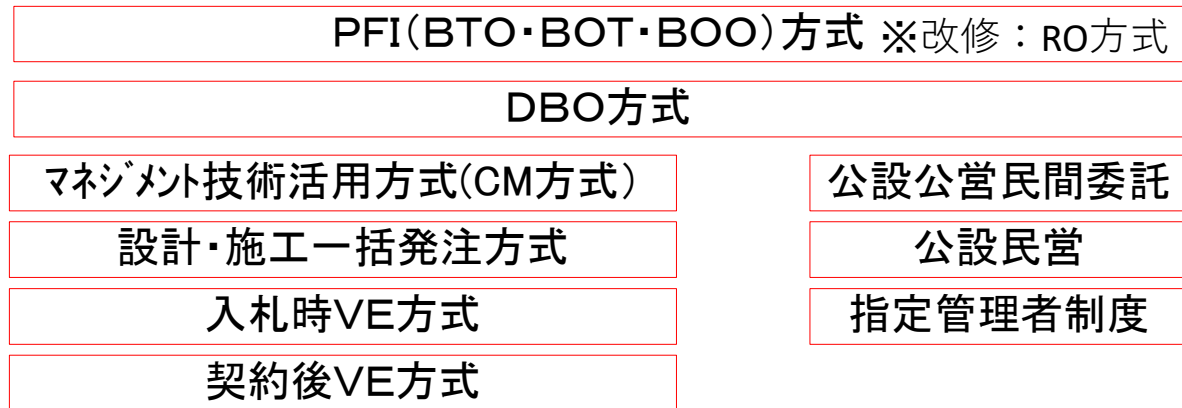 PFI(BTO・BOT・BOO)方式 ※改修：RO方式
DBO方式
マネジメント技術活用方式(CM方式)
公設公営民間委託
設計・施工一括発注方式
公設民営
入札時VE方式
指定管理者制度
契約後VE方式